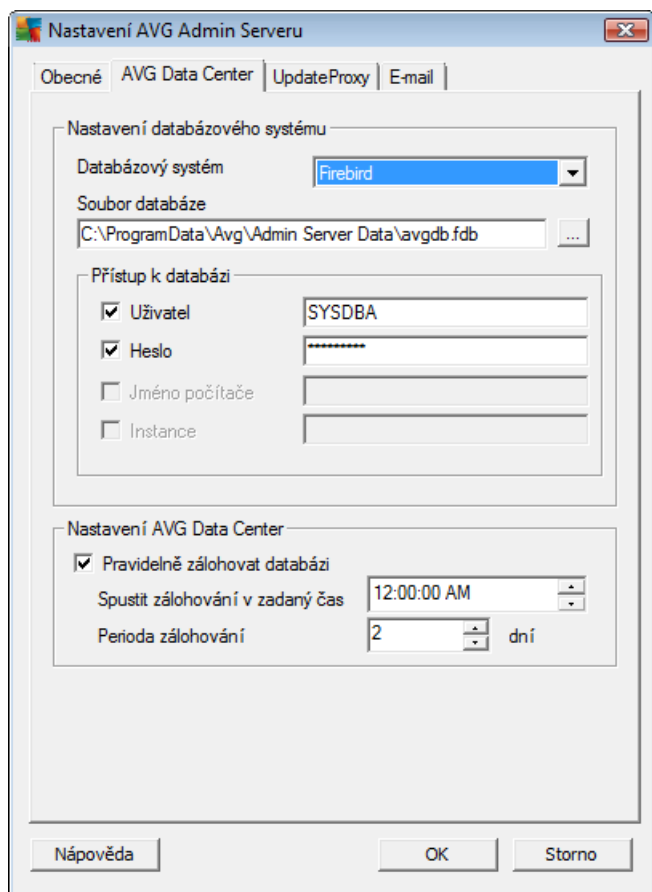 Nastavení AVG Admin Serveru
Obecné AVG Data Center UpdateProxy E-mail
Nastavení databázového systému
Databázový systém Firebird
Soubor databáze
C:\ProgramData\Avg\Admin Server Data\avgdb.fdb ...
Přístup k databázi
Uživatel SYSDBA
Heslo *********
Jméno počítače
Instance
Nastavení AVG Data Center
Pravidelně zálohovat databázi
Spustit zálohování v zadaný čas 12:00:00 AM
Perioda zálohování 2 dní
Nápověda OK Storno